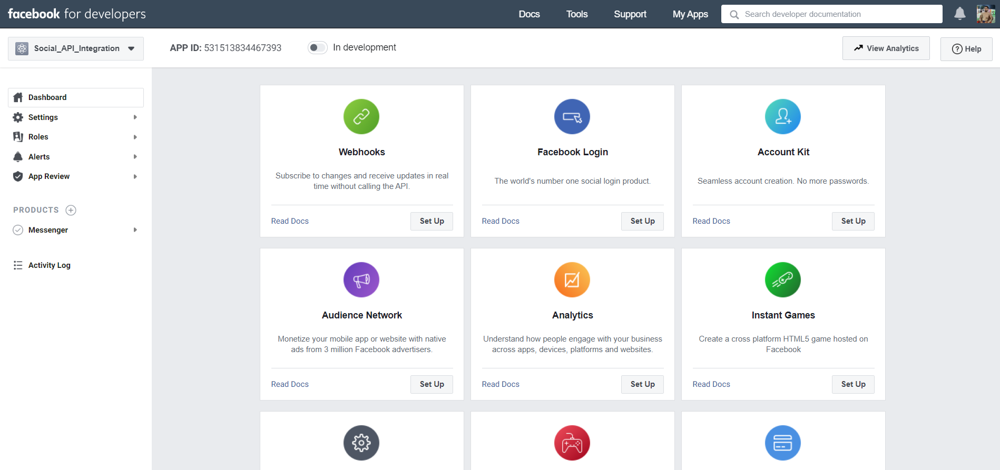 facebook for developers
Docs
Tools
Support
My Apps
Search developer documentation
Social_API_Integration
APP ID: 531513834467393
In development
View Analytics
Help
Dashboard
Settings
Roles
Alerts
App Review
PRODUCTS
Messenger
Activity Log
Webhooks
Subscribe to changes and receive updates in real
time without calling the API.
Read Docs
Set Up
Facebook Login
The world's number one social login product.
Read Docs
Set Up
Account Kit
Seamless account creation. No more passwords.
Read Docs
Set Up
Audience Network
Monetize your mobile app or website with native
ads from 3 million Facebook advertisers.
Read Docs
Set Up
Analytics
Understand how people engage with your business
across apps, devices, platforms and websites.
Read Docs
Set Up
Instant Games
Create a cross platform HTML5 game hosted on
Facebook
Read Docs
Set Up